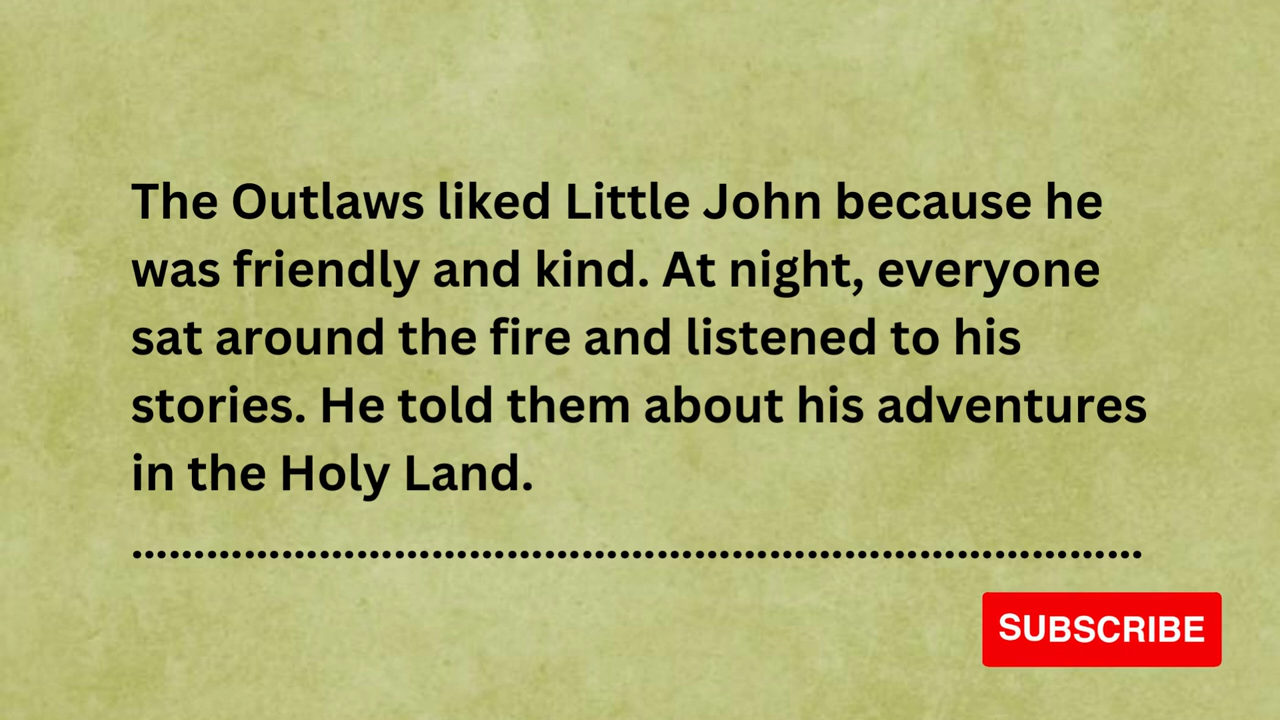 The Outlaws liked Little John because he
was friendly and kind. At night, everyone
sat around the fire and listened to his
stories. He told them about his adventures
in the Holy Land.
................................................................................
SUBSCRIBE